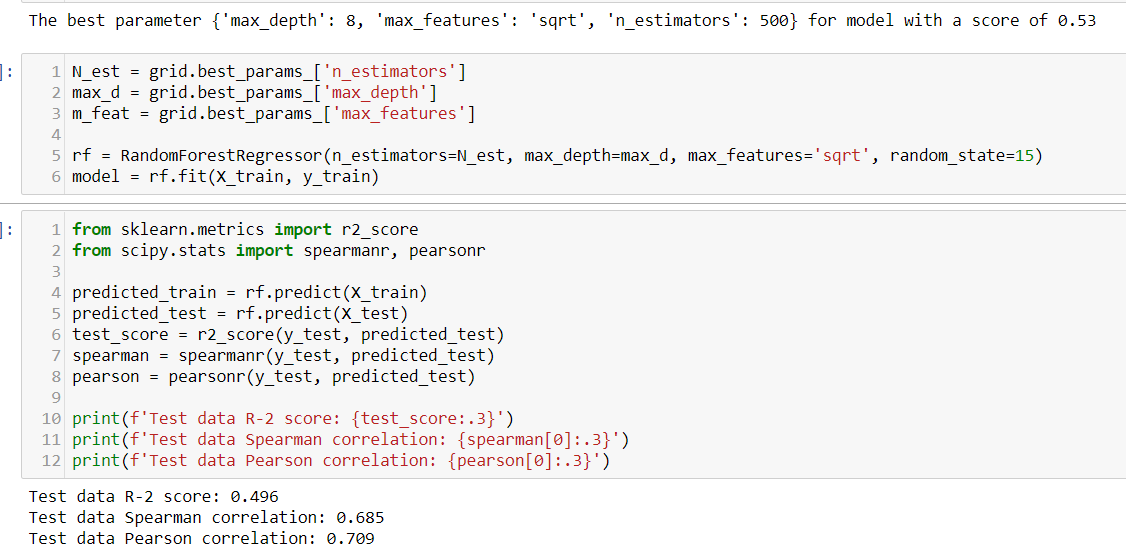 The best parameter {'max_depth': 8, 'max_features': 'sqrt', 'n_estimators': 500} for model with a score of 0.53
]:
1 N_est = grid.best_params_['n_estimators']
2 max_d = grid.best_params_['max_depth']
3 m_feat = grid.best_params_['max_features']
4
5 rf = RandomForestRegressor(n_estimators=N_est, max_depth=max_d, max_features='sqrt', random_state=15)
6 model = rf.fit(X_train, y_train)
]:
1 from sklearn.metrics import r2_score
2 from scipy.stats import spearmanr, pearsonr
3
4 predicted_train = rf.predict(X_train)
5 predicted_test = rf.predict(X_test)
6 test_score = r2_score(y_test, predicted_test)
7 spearman = spearmanr(y_test, predicted_test)
8 pearson = pearsonr(y_test, predicted_test)
9
10 print(f'Test data R-2 score: {test_score:.3}')
11 print(f'Test data Spearman correlation: {spearman[0]:.3}')
12 print(f'Test data Pearson correlation: {pearson[0]:.3}')
Test data R-2 score: 0.496
Test data Spearman correlation: 0.685
Test data Pearson correlation: 0.709